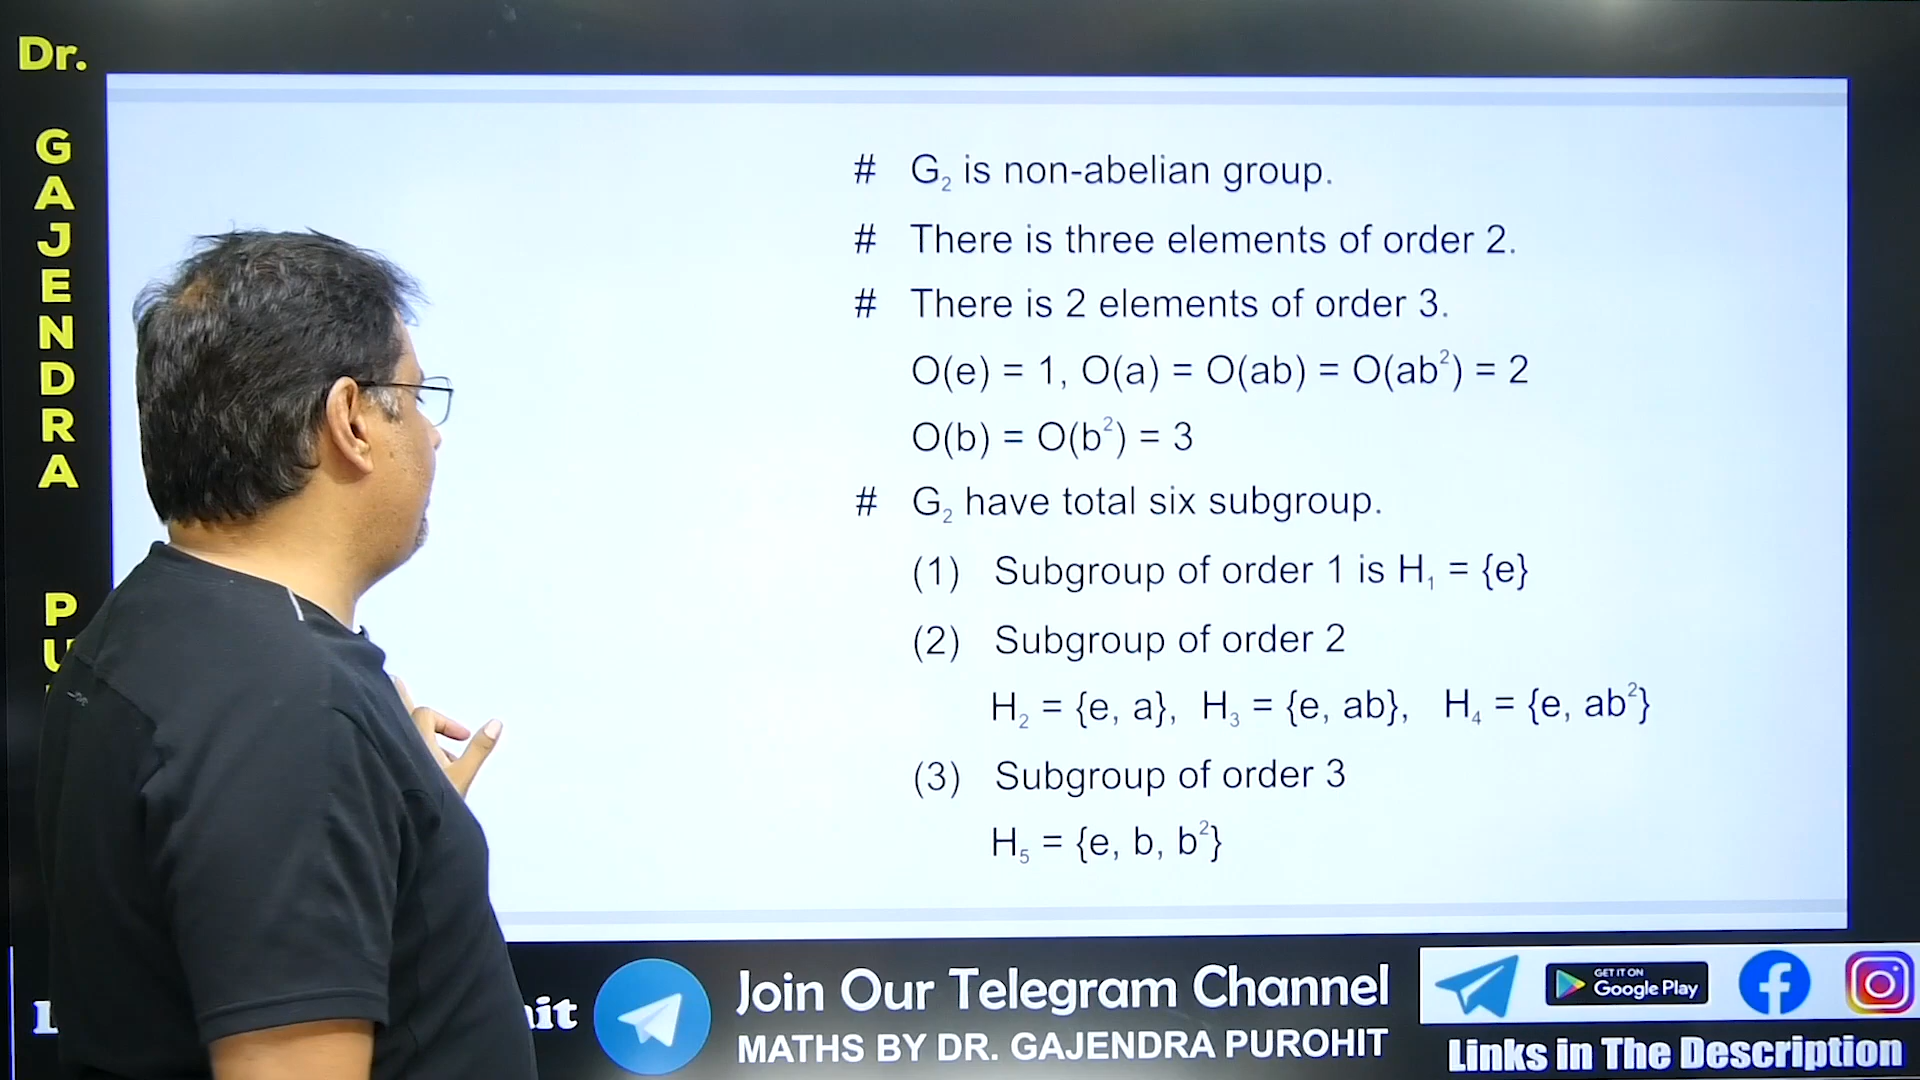 Dr.
GAJENDRA
P
# G₂ is non-abelian group.
# There is three elements of order 2.
# There is 2 elements of order 3.
O(e) = 1, O(a) = O(ab) = O(ab²) = 2
O(b) = O(b²) = 3
# G₂ have total six subgroup.
(1) Subgroup of order 1 is H₁ = {e}
(2) Subgroup of order 2
H₂ = {e, a}, H₃ = {e, ab}, H₄ = {e, ab²}
(3) Subgroup of order 3
H₅ = {e, b, b²}
Join Our Telegram Channel
MATHS BY DR. GAJENDRA PUROHIT
GET IT ON
Google Play
Links in The Description